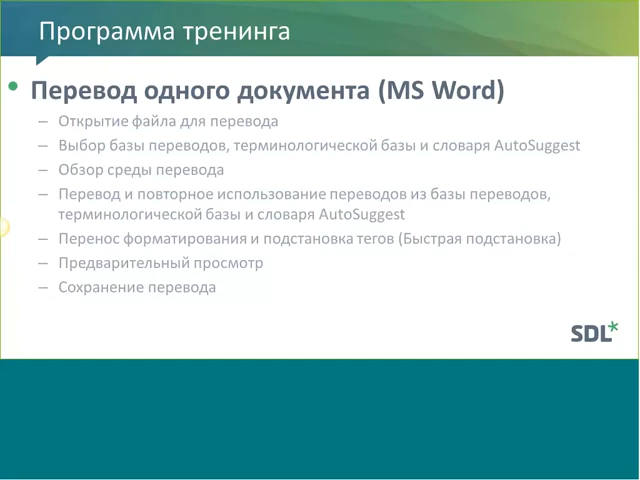 Программа тренинга
• Перевод одного документа (MS Word)
– Открытие файла для перевода
– Выбор базы переводов, терминологической базы и словаря AutoSuggest
– Обзор среды перевода
– Перевод и повторное использование переводов из базы переводов,
терминологической базы и словаря AutoSuggest
– Перенос форматирования и подстановка тегов (Быстрая подстановка)
– Предварительный просмотр
– Сохранение перевода
SDL*